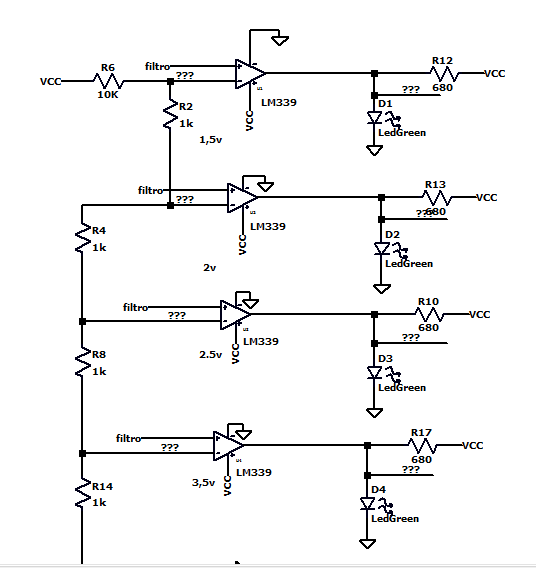 filtro
VCC
R6
10K
???
LM339
VCC
R12
680
VCC
???
D1
LedGreen
R2
1k
1,5v
filtro
???
LM339
VCC
R13
680
VCC
???
D2
LedGreen
R4
1k
2v
filtro
???
LM339
VCC
2.5v
R10
680
VCC
???
D3
LedGreen
R8
1k
filtro
???
LM339
VCC
3,5v
R17
680
VCC
???
D4
LedGreen
R14
1k